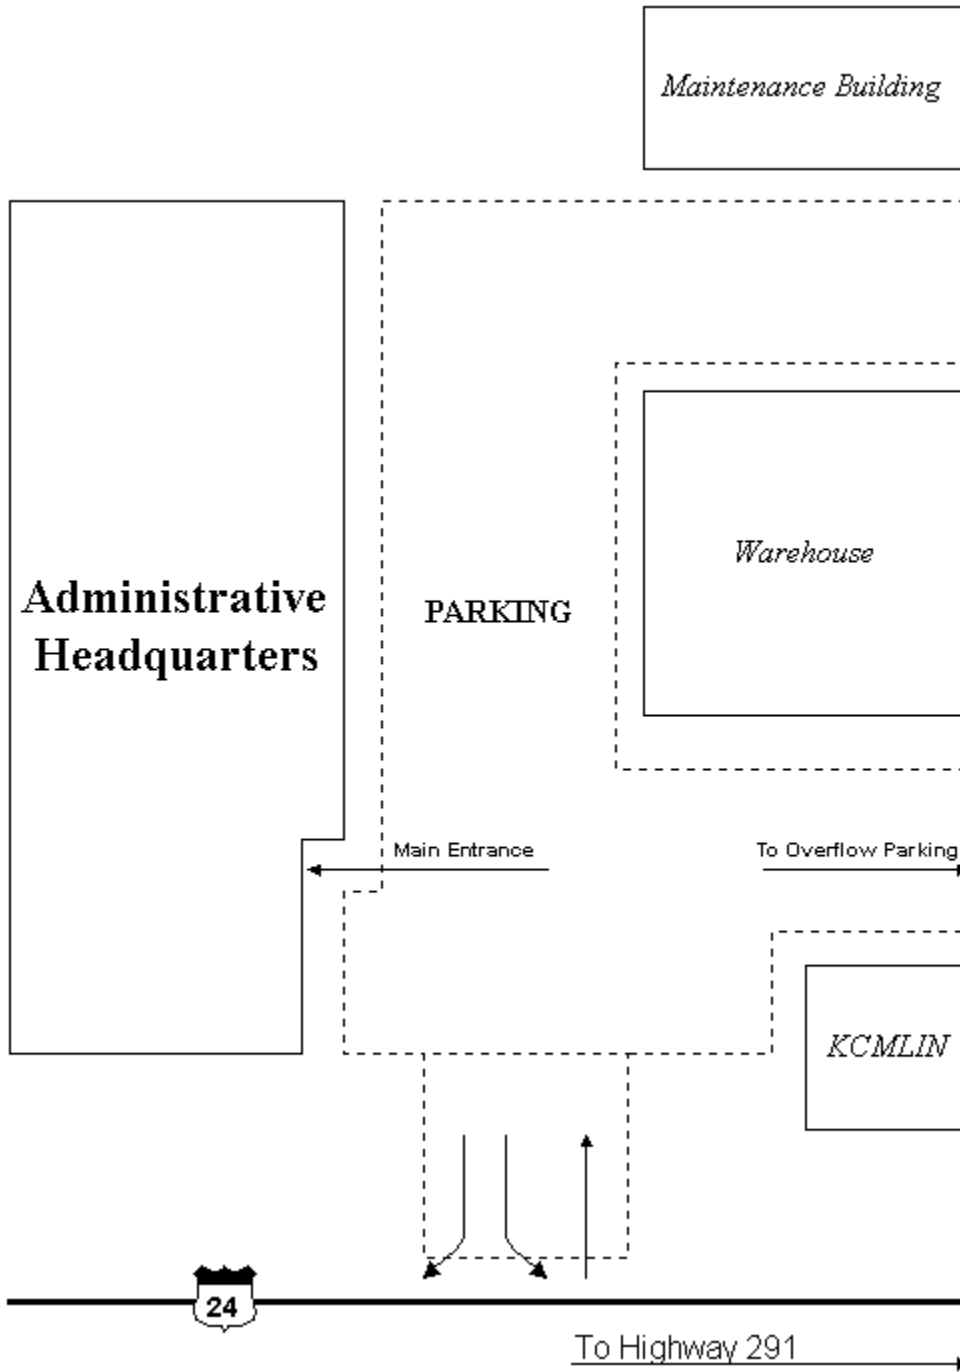 Maintenance Building
Warehouse
Administrative
Headquarters
PARKING
Main Entrance
To Overflow Parking
KCMLIN
24
To Highway 291